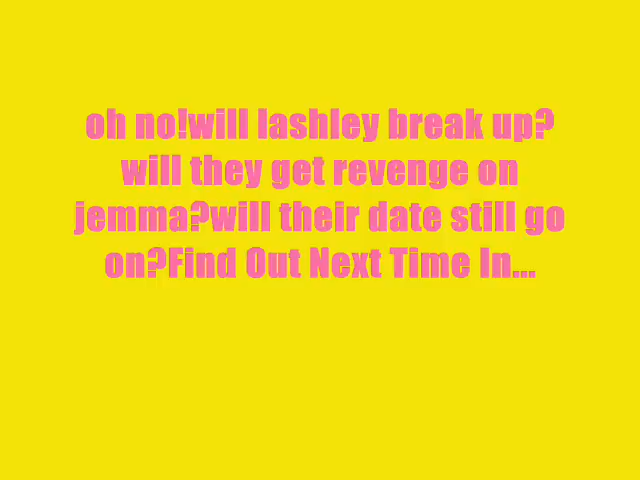 oh no!will lashley break up?
will they get revenge on
jemma?will their date still go
on?Find Out Next Time In...